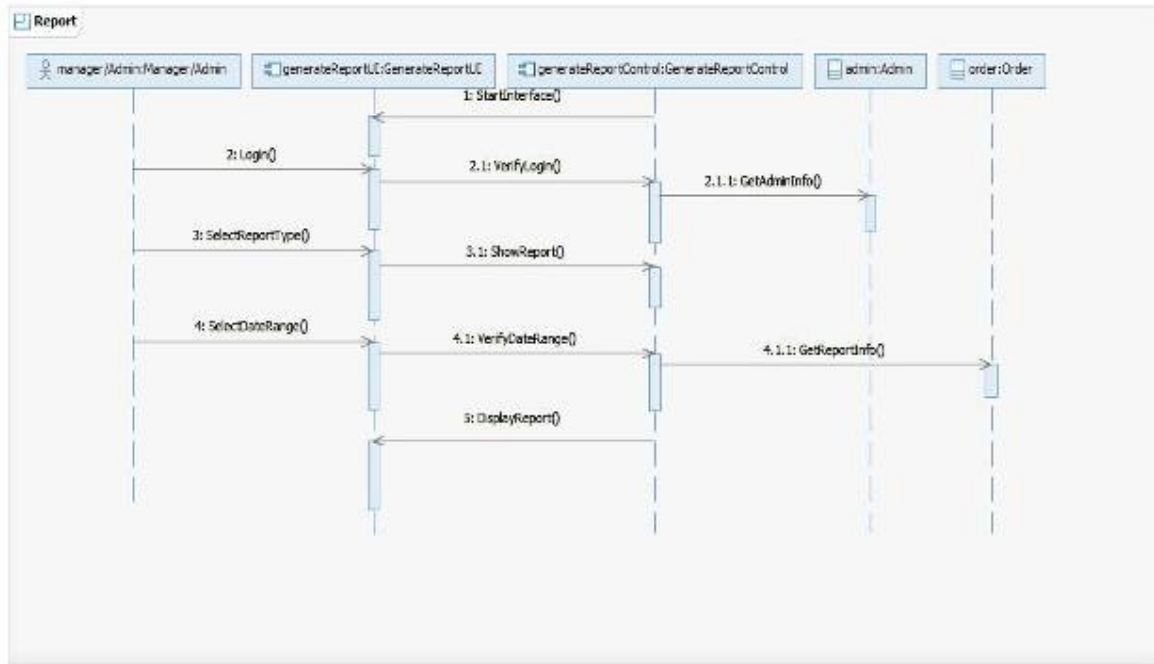 Report
manager/Admin:Manager/Admin
generateReportUI:GenerateReportUI
generateReportControl:GenerateReportControl
admin:Admin
order:Order
1: StartInterface()
2: Login()
2.1: VerifyLogin()
2.1.1: GetAdminInfo()
3: SelectReportType()
3.1: ShowReport()
4: SelectDateRange()
4.1: VerifyDateRange()
4.1.1: GetReportInfo()
5: DisplayReport()